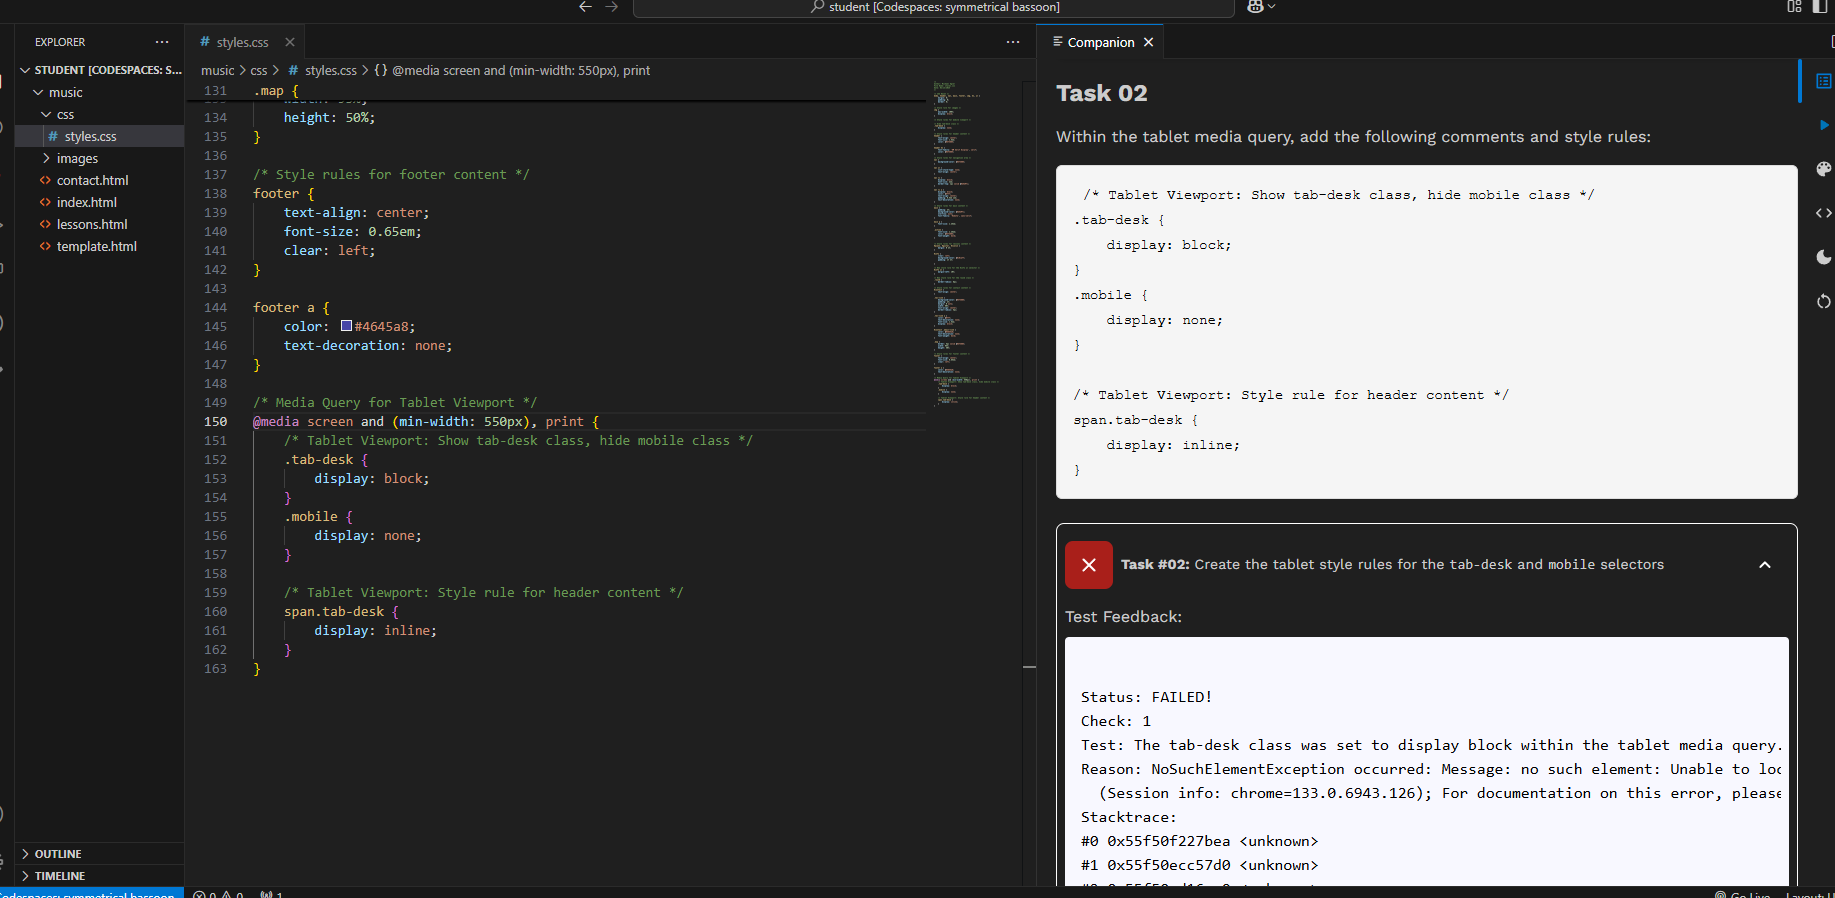 student [Codespaces: symmetrical bassoon]
EXPLORER
STUDENT [CODESPACES: S...
music
css
# styles.css
images
<> contact.html
<> index.html
<> lessons.html
<> template.html
OUTLINE
TIMELINE
# styles.css
music > css > # styles.css > {} @media screen and (min-width: 550px), print
131 .map {
134 height: 50%;
135 }
136
137 /* Style rules for footer content */
138 footer {
139 text-align: center;
140 font-size: 0.65em;
141 clear: left;
142 }
143
144 footer a {
145 color: #4645a8;
146 text-decoration: none;
147 }
148
149 /* Media Query for Tablet Viewport */
150 @media screen and (min-width: 550px), print {
151 /* Tablet Viewport: Show tab-desk class, hide mobile class */
152 .tab-desk {
153 display: block;
154 }
155 .mobile {
156 display: none;
157 }
158
159 /* Tablet Viewport: Style rule for header content */
160 span.tab-desk {
161 display: inline;
162 }
163 }
Companion
Task 02
Within the tablet media query, add the following comments and style rules:
/* Tablet Viewport: Show tab-desk class, hide mobile class */
.tab-desk {
display: block;
}
.mobile {
display: none;
}
/* Tablet Viewport: Style rule for header content */
span.tab-desk {
display: inline;
}
Task #02: Create the tablet style rules for the tab-desk and mobile selectors
Test Feedback:
Status: FAILED!
Check: 1
Test: The tab-desk class was set to display block within the tablet media query.
Reason: NoSuchElementException occurred: Message: no such element: Unable to loc
(Session info: chrome=133.0.6943.126); For documentation on this error, please
Stacktrace:
#0 0x55f50f227bea <unknown>
#1 0x55f50ecc57d0 <unknown>